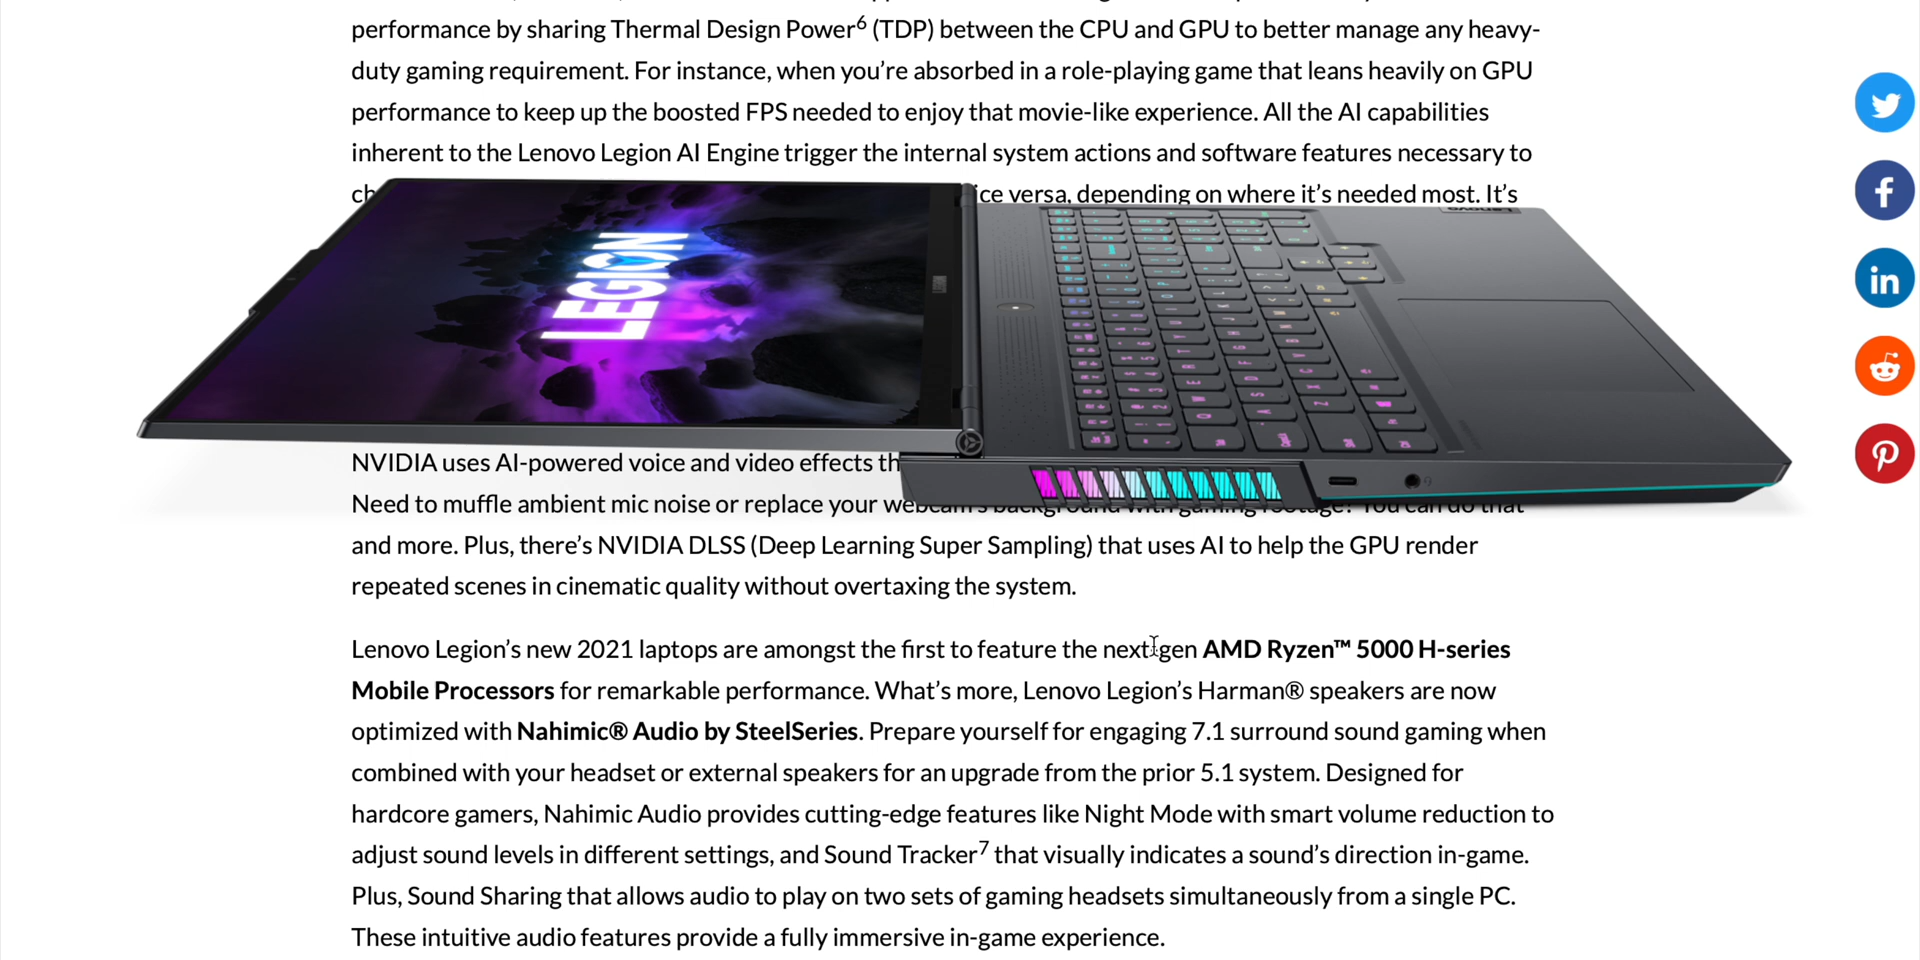 performance by sharing Thermal Design Power6 (TDP) between the CPU and GPU to better manage any heavy-
duty gaming requirement. For instance, when you’re absorbed in a role-playing game that leans heavily on GPU
performance to keep up the boosted FPS needed to enjoy that movie-like experience. All the AI capabilities
inherent to the Lenovo Legion AI Engine trigger the internal system actions and software features necessary to
ch ice versa, depending on where it’s needed most. It’s
Lenovo
LEGION
NVIDIA uses AI-powered voice and video effects th
Need to muffle ambient mic noise or replace your webcam’s background with gaming footage? You can do that
and more. Plus, there’s NVIDIA DLSS (Deep Learning Super Sampling) that uses AI to help the GPU render
repeated scenes in cinematic quality without overtaxing the system.
Lenovo Legion’s new 2021 laptops are amongst the first to feature the next-gen AMD Ryzen™ 5000 H-series
Mobile Processors for remarkable performance. What’s more, Lenovo Legion’s Harman® speakers are now
optimized with Nahimic® Audio by SteelSeries. Prepare yourself for engaging 7.1 surround sound gaming when
combined with your headset or external speakers for an upgrade from the prior 5.1 system. Designed for
hardcore gamers, Nahimic Audio provides cutting-edge features like Night Mode with smart volume reduction to
adjust sound levels in different settings, and Sound Tracker7 that visually indicates a sound’s direction in-game.
Plus, Sound Sharing that allows audio to play on two sets of gaming headsets simultaneously from a single PC.
These intuitive audio features provide a fully immersive in-game experience.